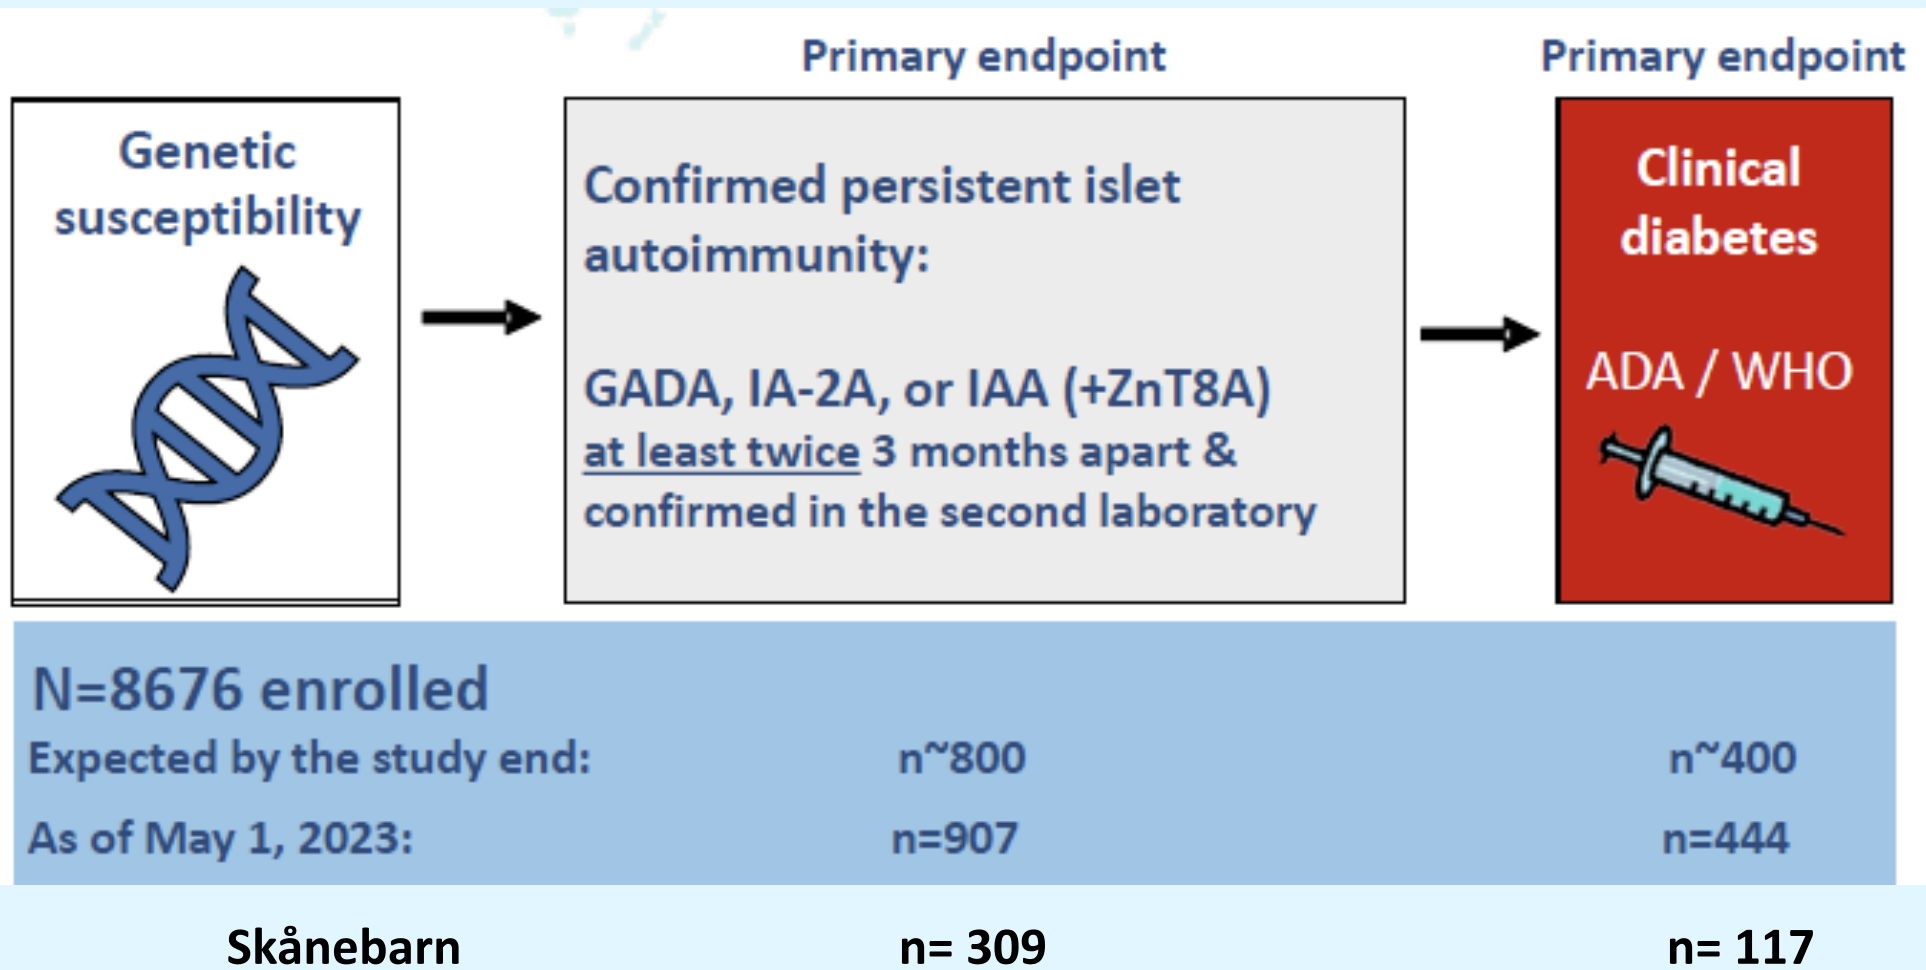 Primary endpoint
Primary endpoint
Genetic
susceptibility
Confirmed persistent islet
autoimmunity:
GADA, IA-2A, or IAA (+ZnT8A)
at least twice 3 months apart &
confirmed in the second laboratory
Clinical
diabetes
ADA / WHO
N=8676 enrolled
Expected by the study end: n~800 n~400
As of May 1, 2023: n=907 n=444
Skånebarn n= 309 n= 117